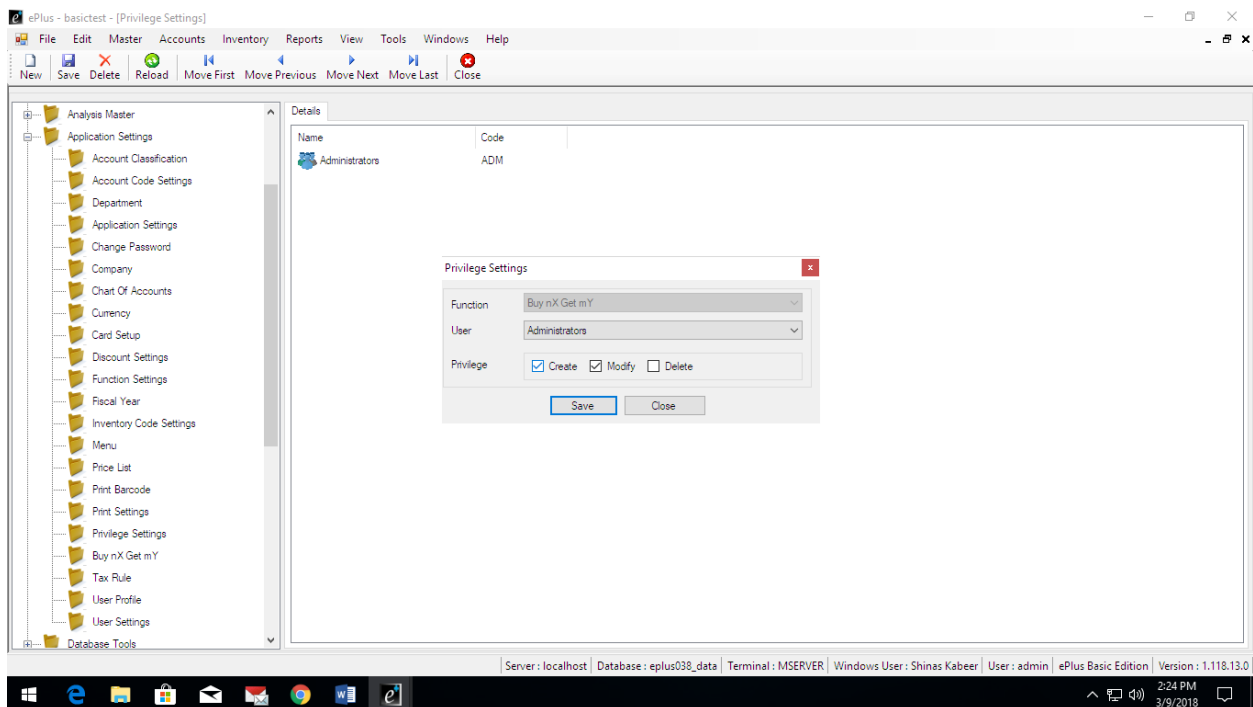 ePlus - basictest - [Privilege Settings]
File Edit Master Accounts Inventory Reports View Tools Windows Help
New Save Delete Reload Move First Move Previous Move Next Move Last Close
Analysis Master
Application Settings
Account Classification
Account Code Settings
Department
Application Settings
Change Password
Company
Chart Of Accounts
Currency
Card Setup
Discount Settings
Function Settings
Fiscal Year
Inventory Code Settings
Menu
Price List
Print Barcode
Print Settings
Privilege Settings
Buy nX Get mY
Tax Rule
User Profile
User Settings
Database Tools
Details
Name Code
Administrators ADM
Privilege Settings
Function Buy nX Get mY
User Administrators
Privilege Create Modify Delete
Save Close
Server : localhost Database : eplus038_data Terminal : MSERVER Windows User : Shinas Kabeer User : admin ePlus Basic Edition Version : 1.118.13.0
2:24 PM
3/9/2018